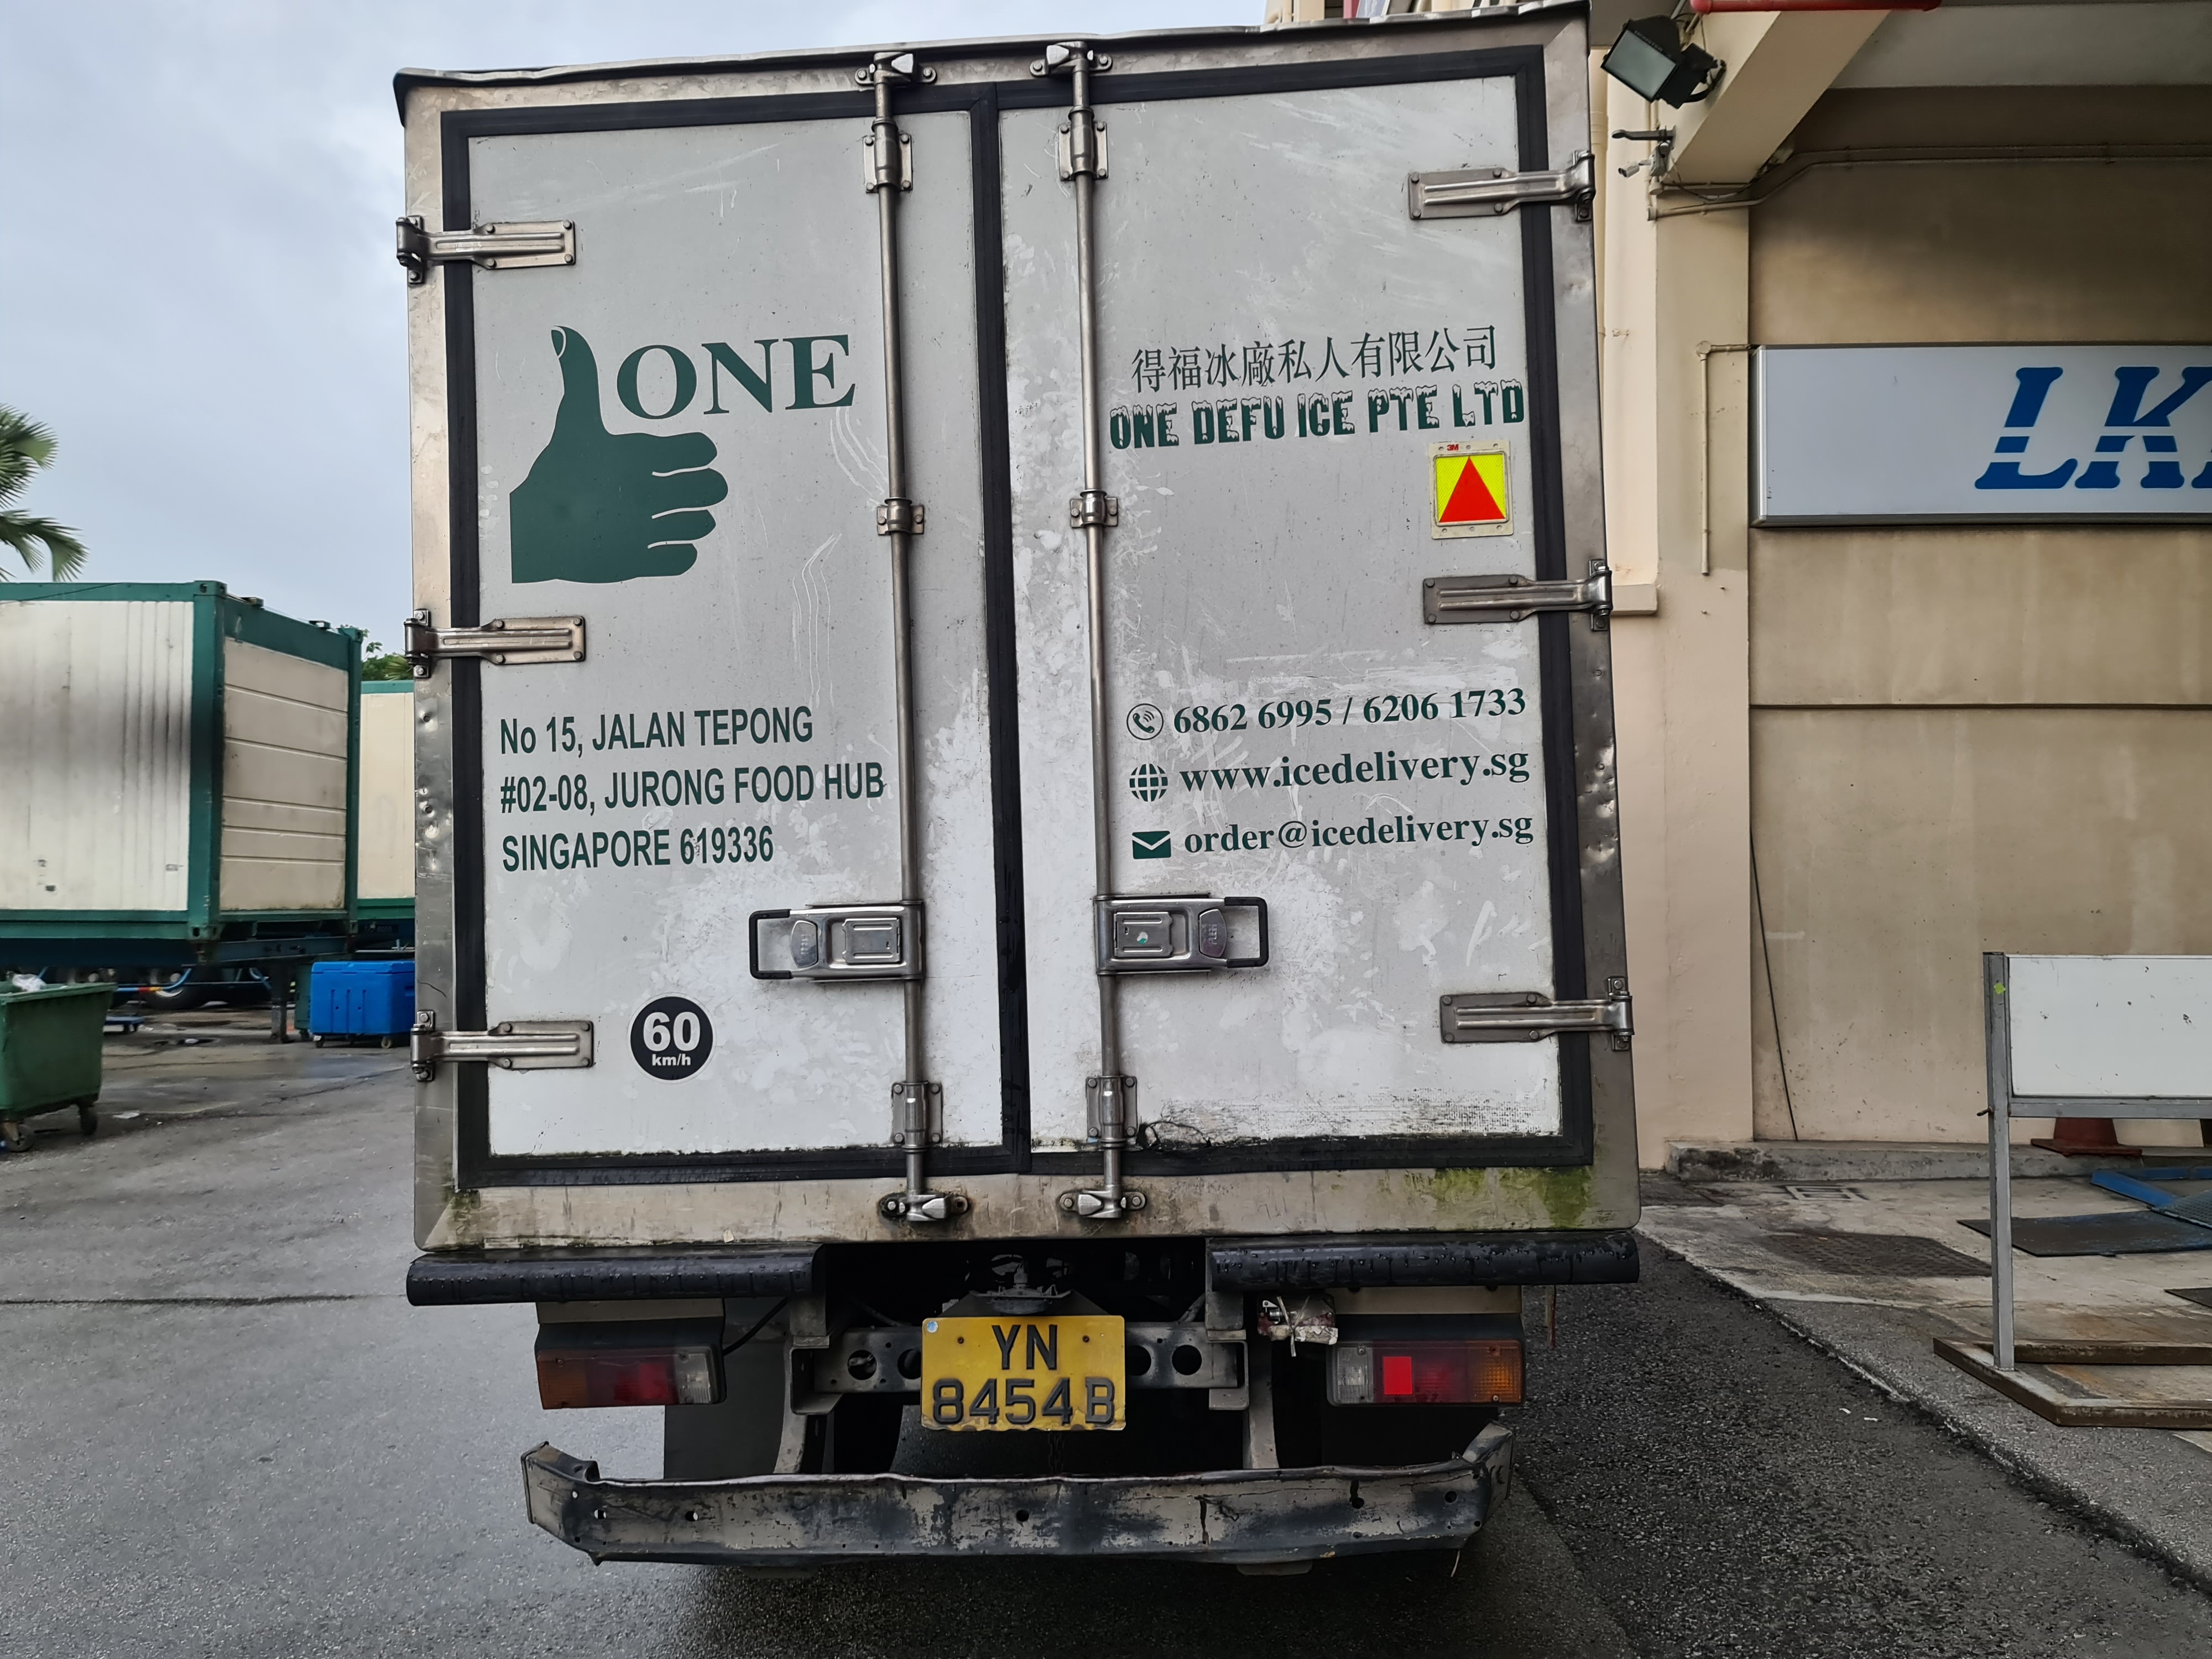 ONE
No 15, JALAN TEPONG
#02-08, JURONG FOOD HUB
SINGAPORE 619336
60
km/h
得福冰廠私人有限公司
ONE DEFU ICE PTE LTD
3M
6862 6995 / 6206 1733
www.icedelivery.sg
order@icedelivery.sg
YN
8454B
LK